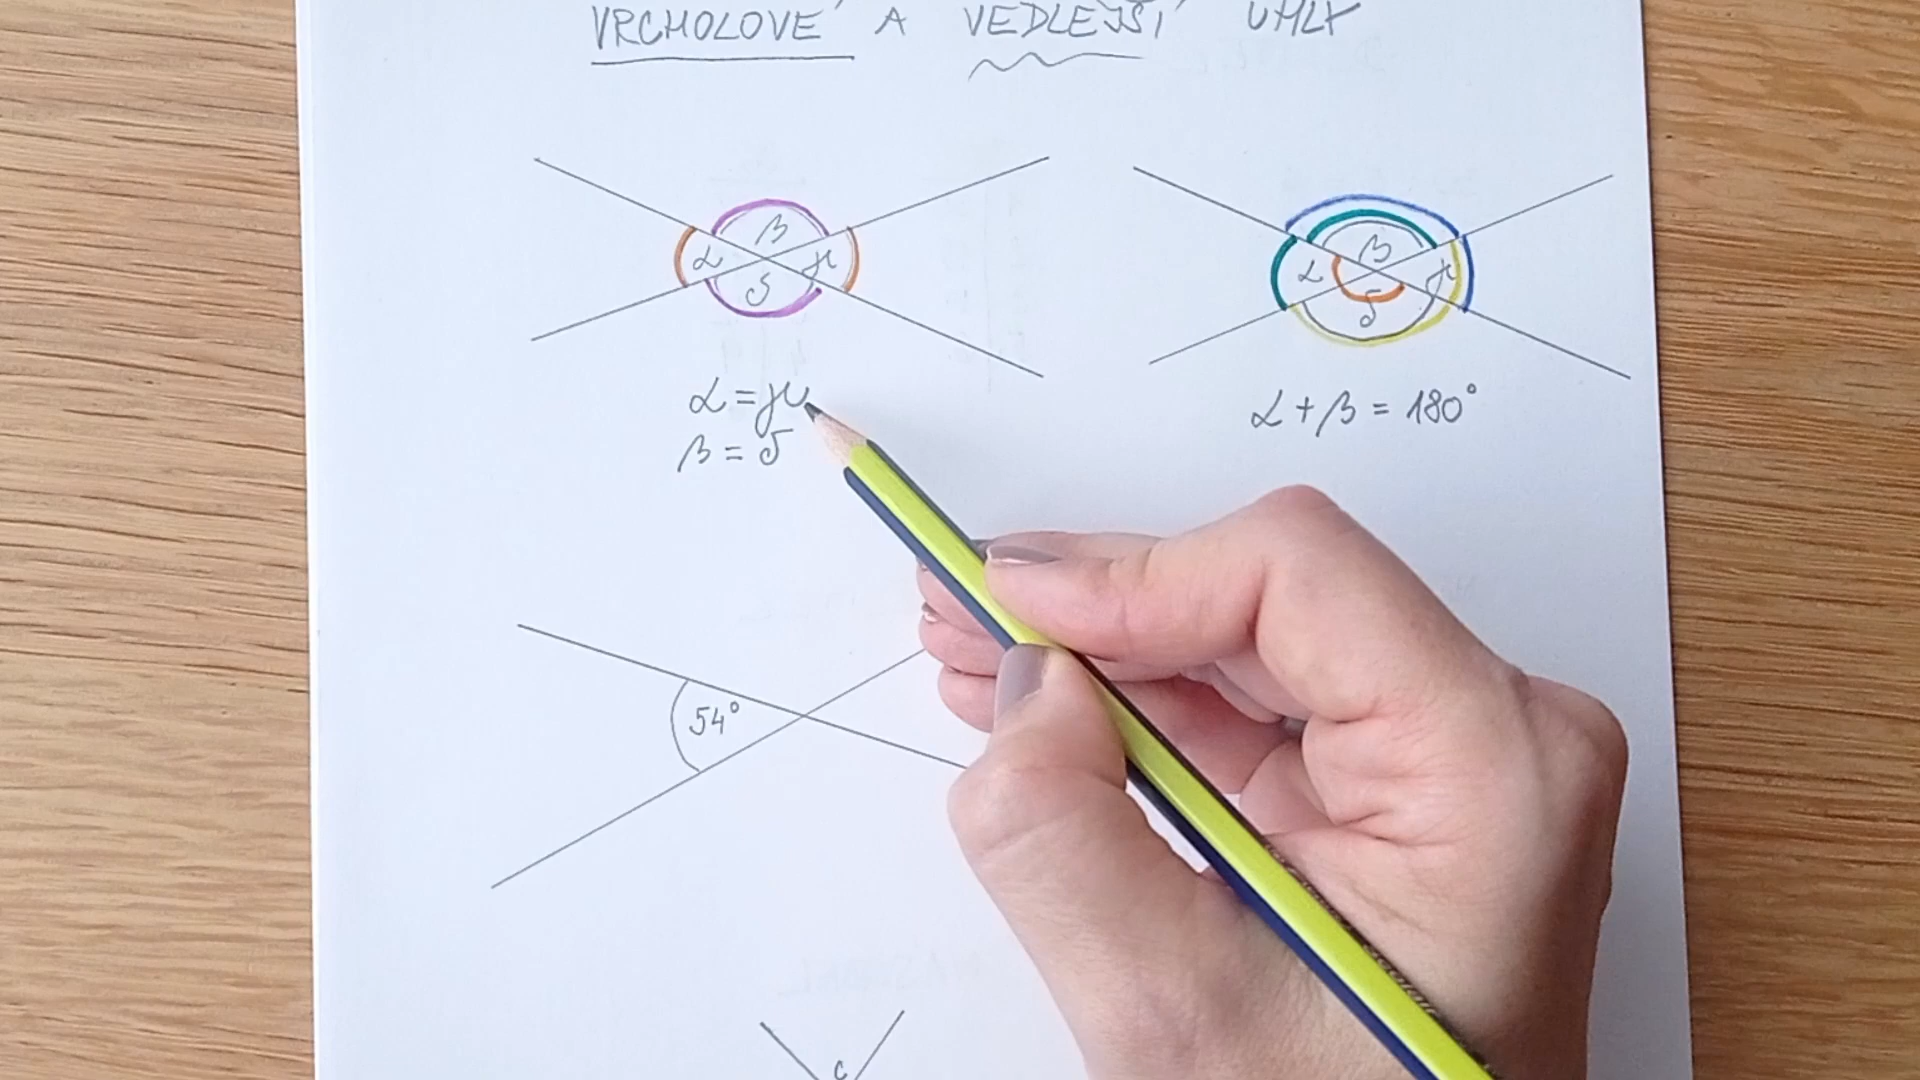 VRCHOLOVÉ A VEDLEJŠÍ ÚHLY
α β γ δ
α β γ δ
α = γ
β = δ
α + β = 180°
54°
c